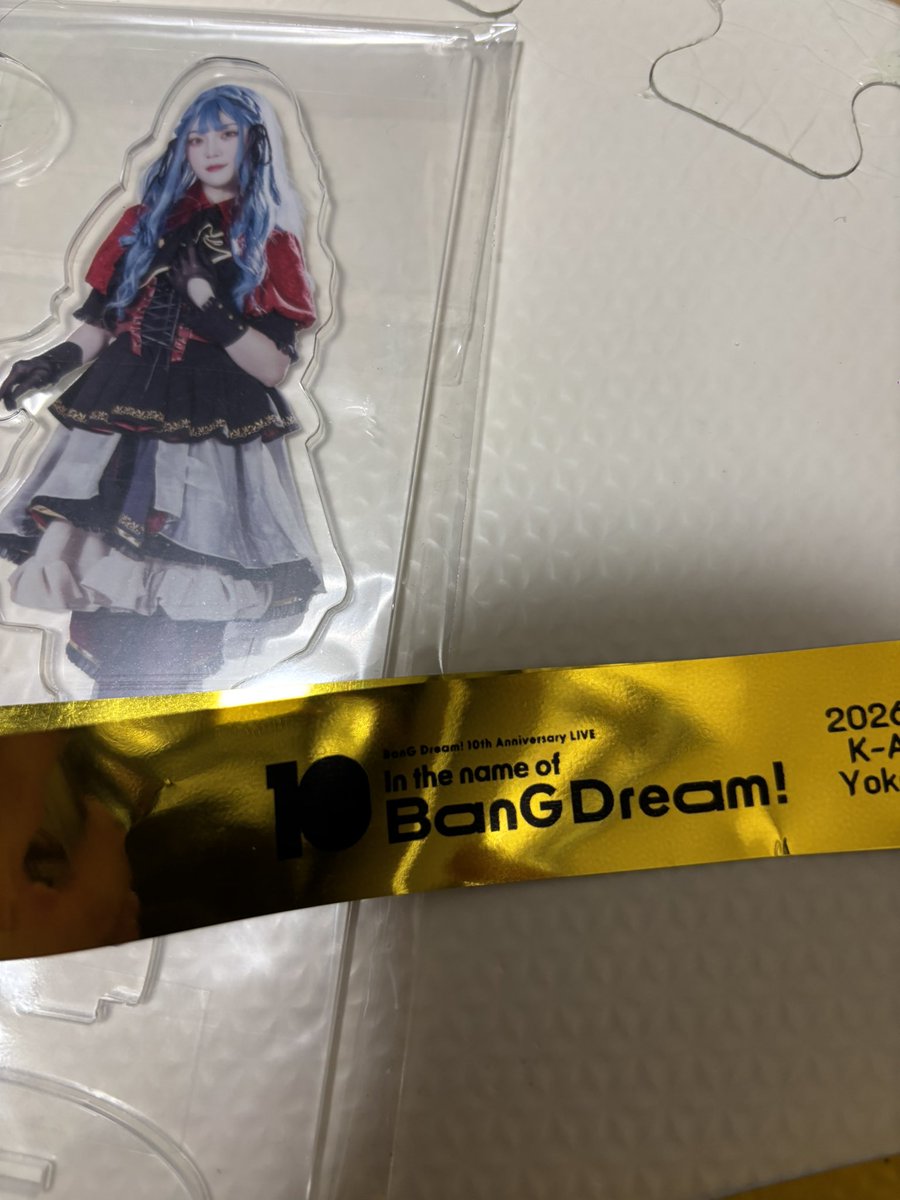 10
BanG Dream! 10th Anniversary LIVE
In the name of
BanG Dream!
2026
K-A
Yok